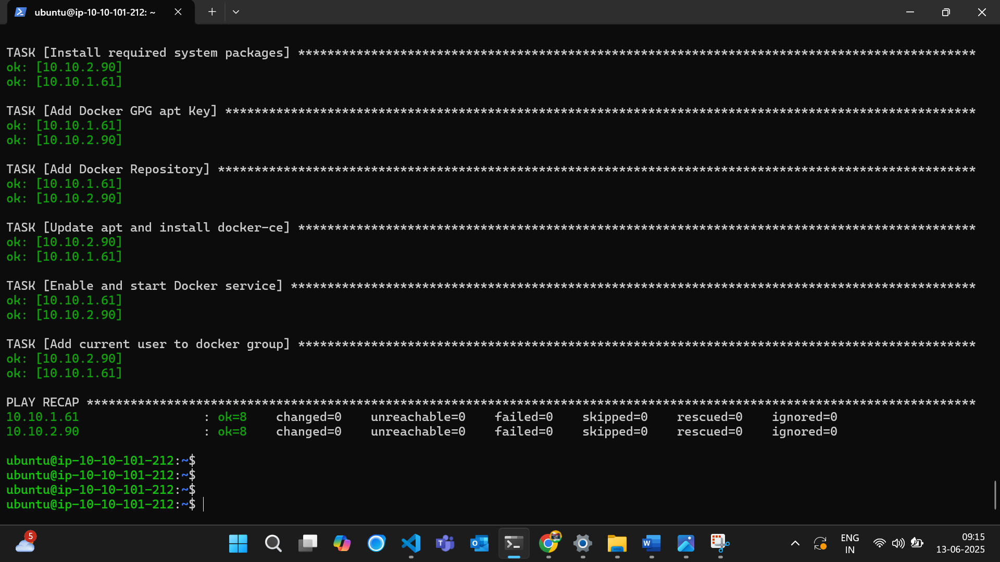 ubuntu@ip-10-10-101-212: ~
TASK [Install required system packages] *********************************************************************************************
ok: [10.10.2.90]
ok: [10.10.1.61]
TASK [Add Docker GPG apt Key] *******************************************************************************************************
ok: [10.10.1.61]
ok: [10.10.2.90]
TASK [Add Docker Repository] ********************************************************************************************************
ok: [10.10.1.61]
ok: [10.10.2.90]
TASK [Update apt and install docker-ce] *********************************************************************************************
ok: [10.10.2.90]
ok: [10.10.1.61]
TASK [Enable and start Docker service] **********************************************************************************************
ok: [10.10.1.61]
ok: [10.10.2.90]
TASK [Add current user to docker group] *********************************************************************************************
ok: [10.10.2.90]
ok: [10.10.1.61]
PLAY RECAP **************************************************************************************************************************
10.10.1.61                 : ok=8    changed=0    unreachable=0    failed=0    skipped=0    rescued=0    ignored=0
10.10.2.90                 : ok=8    changed=0    unreachable=0    failed=0    skipped=0    rescued=0    ignored=0
ubuntu@ip-10-10-101-212:~$
ubuntu@ip-10-10-101-212:~$
ubuntu@ip-10-10-101-212:~$
ubuntu@ip-10-10-101-212:~$
5
ENG
IN
09:15
13-06-2025